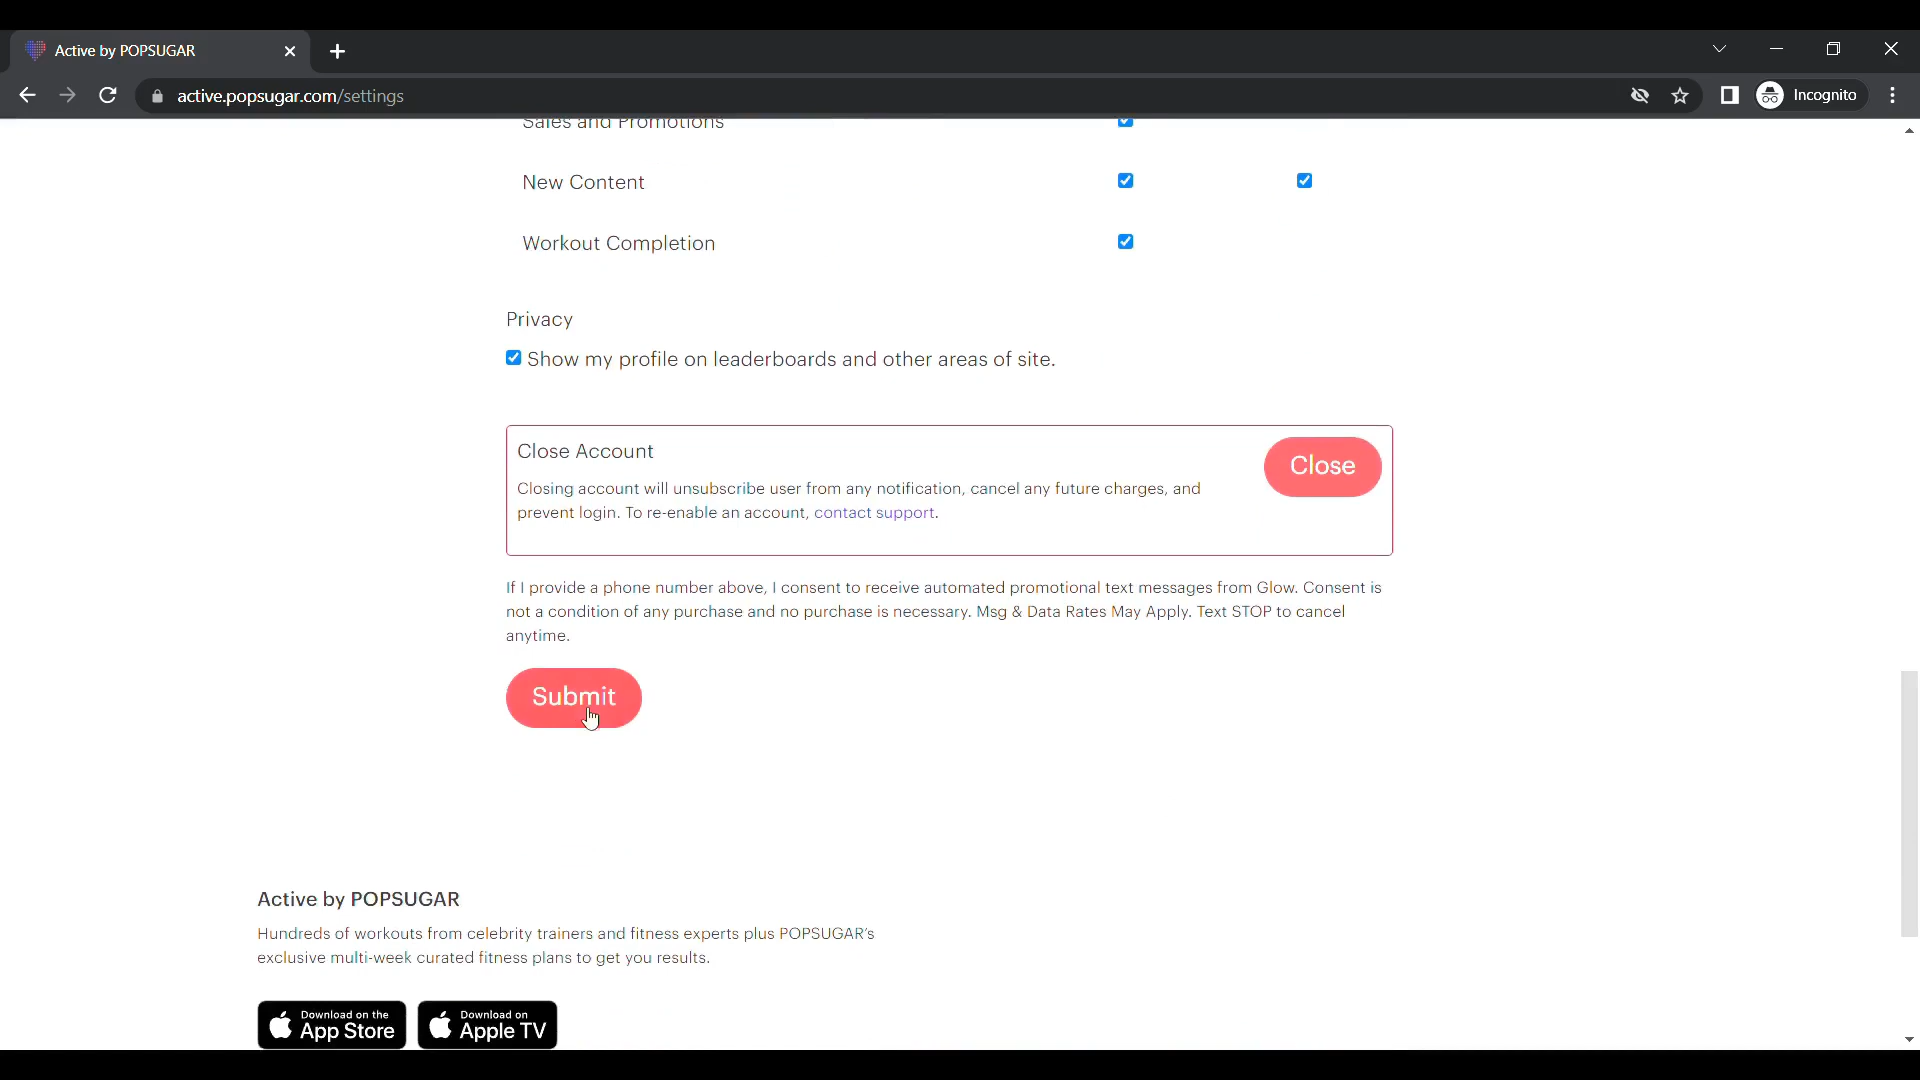 Active by POPSUGAR
active.popsugar.com/settings
Incognito
Sales and Promotions
New Content
Workout Completion
Privacy
Show my profile on leaderboards and other areas of site.
Close Account
Close
Closing account will unsubscribe user from any notification, cancel any future charges, and
prevent login. To re-enable an account, contact support.
If I provide a phone number above, I consent to receive automated promotional text messages from Glow. Consent is
not a condition of any purchase and no purchase is necessary. Msg & Data Rates May Apply. Text STOP to cancel
anytime.
Submit
Active by POPSUGAR
Hundreds of workouts from celebrity trainers and fitness experts plus POPSUGAR's
exclusive multi-week curated fitness plans to get you results.
Download on the
App Store
Download on
Apple TV